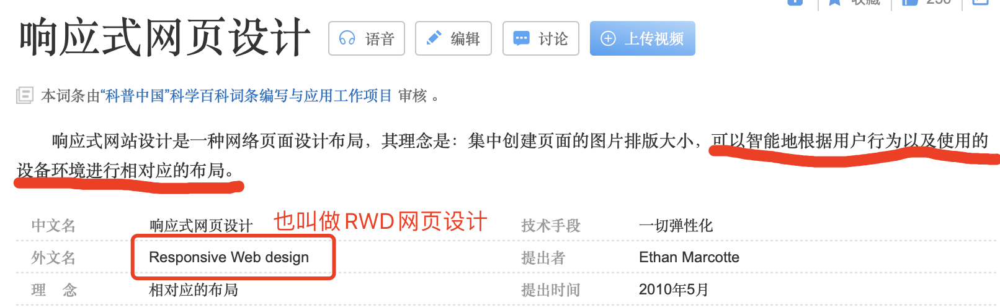 收藏 230
响应式网页设计 语音 编辑 讨论 上传视频
本词条由“科普中国”科学百科词条编写与应用工作项目 审核 。
响应式网站设计是一种网络页面设计布局，其理念是：集中创建页面的图片排版大小，可以智能地根据用户行为以及使用的
设备环境进行相对应的布局。
中文名 响应式网页设计 也叫做RWD网页设计 技术手段 一切弹性化
外文名 Responsive Web design 提出者 Ethan Marcotte
理 念 相对应的布局 提出时间 2010年5月